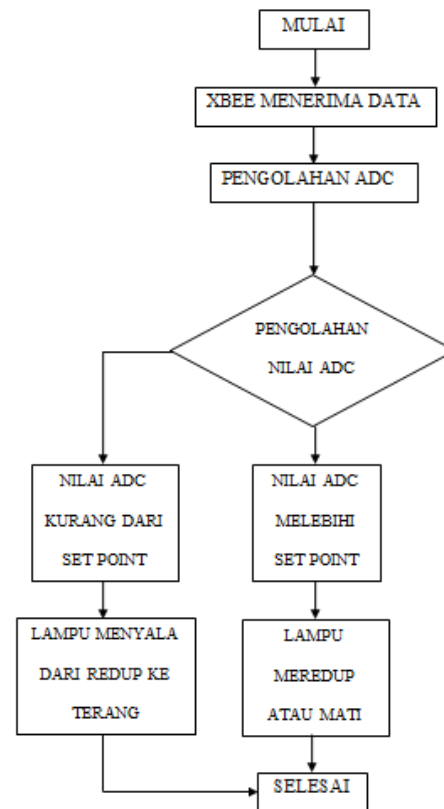 MULAI
XBEE MENERIMA DATA
PENGOLAHAN ADC
PENGOLAHAN
NILAI ADC
NILAI ADC
KURANG DARI
SET POINT
NILAI ADC
MELEBIHI
SET POINT
LAMPU MENYALA
DARI REDUP KE
TERANG
LAMPU
MEREDUP
ATAU MATI
SELESAI